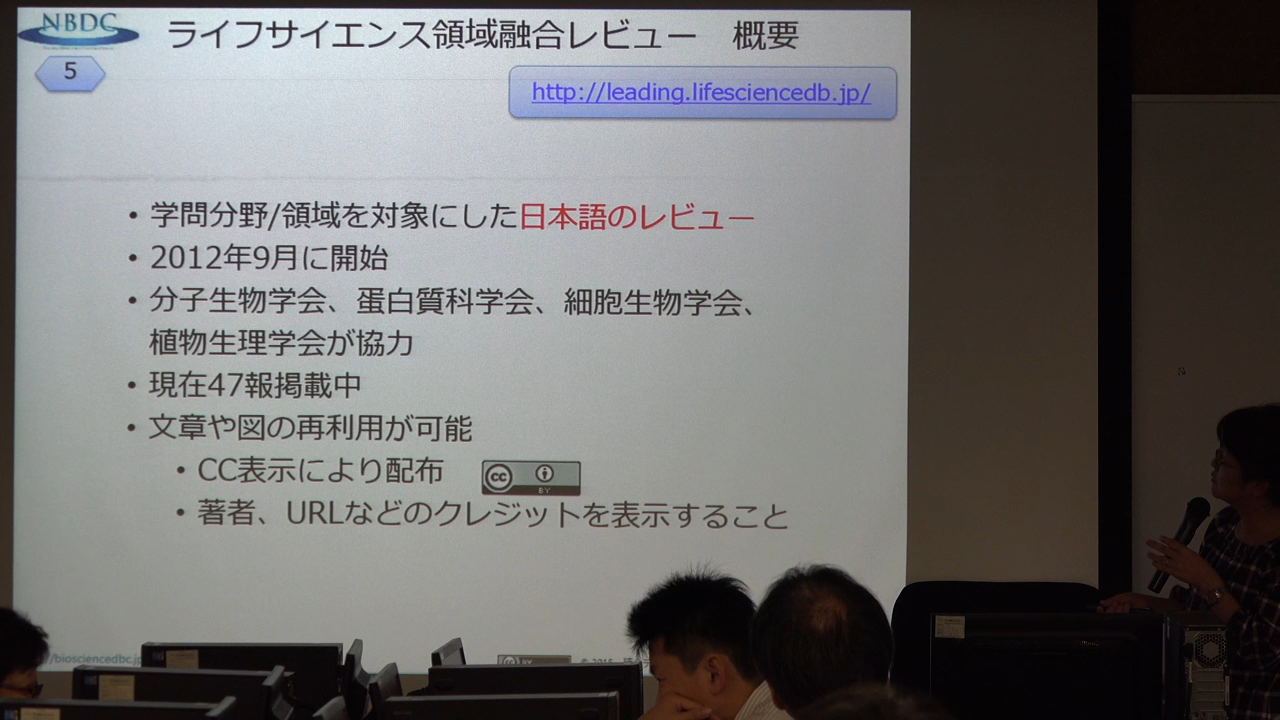 NBDC
ライフサイエンス領域融合レビュー　概要
5
http://leading.lifesciencedb.jp/
• 学問分野/領域を対象にした日本語のレビュー
• 2012年9月に開始
• 分子生物学会、蛋白質科学会、細胞生物学会、
植物生理学会が協力
• 現在47報掲載中
• 文章や図の再利用が可能
• CC表示により配布
cc BY
• 著者、URLなどのクレジットを表示すること
/biosciencedbc.jp
cc BY